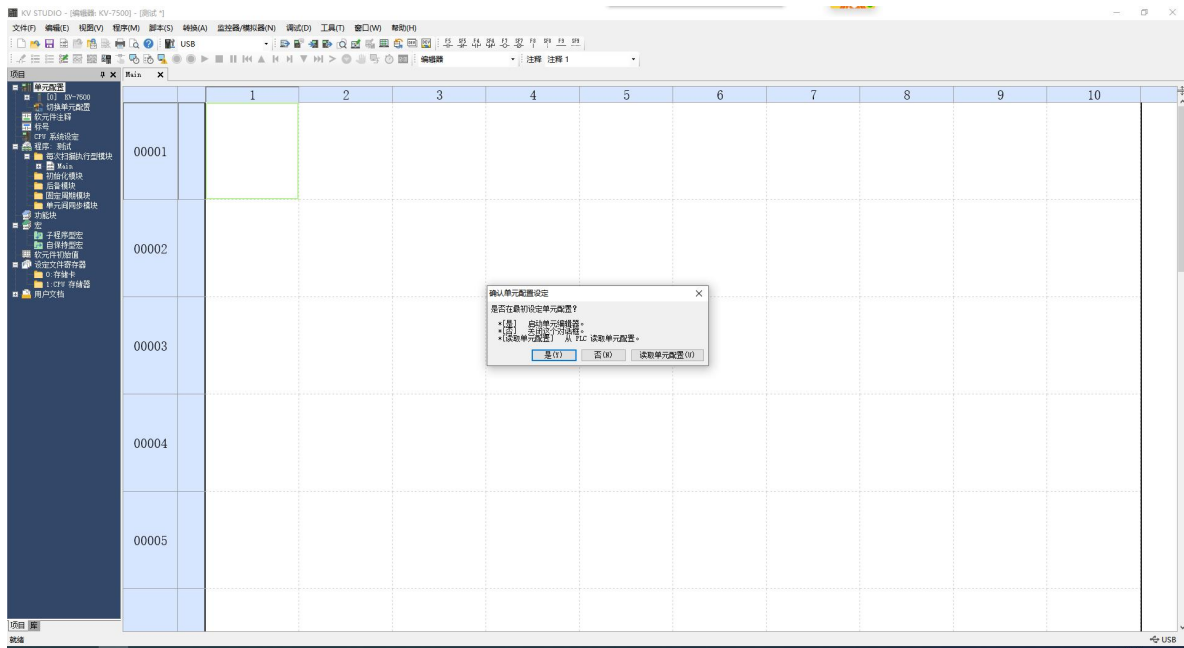 KV STUDIO - [编辑器: KV-7500] - [测试 *]
文件(F) 编辑(E) 视图(V) 程序(M) 脚本(S) 转换(A) 监控器/模拟器(N) 调试(D) 工具(T) 窗口(W) 帮助(H)
USB
编辑器 注释 注释 1
项目 Main
单元配置
[0] KV-7500
切换单元配置
软元件注释
标号
CPU 系统设定
程序: 测试
每次扫描执行型模块
Main
初始化模块
后备模块
固定周期模块
单元间同步模块
功能块
宏
子程序型宏
自保持型宏
软元件初始值
设定文件寄存器
0:存储卡
1:CPU 存储器
用户文档
1 2 3 4 5 6 7 8 9 10
00001
00002
00003
00004
00005
确认单元配置设定
是否在最初设定单元配置?
*[是] 启动单元编辑器。
*[否] 关闭这个对话框。
*[读取单元配置] 从 PLC 读取单元配置。
是(Y) 否(N) 读取单元配置(U)
项目 库
就绪 USB